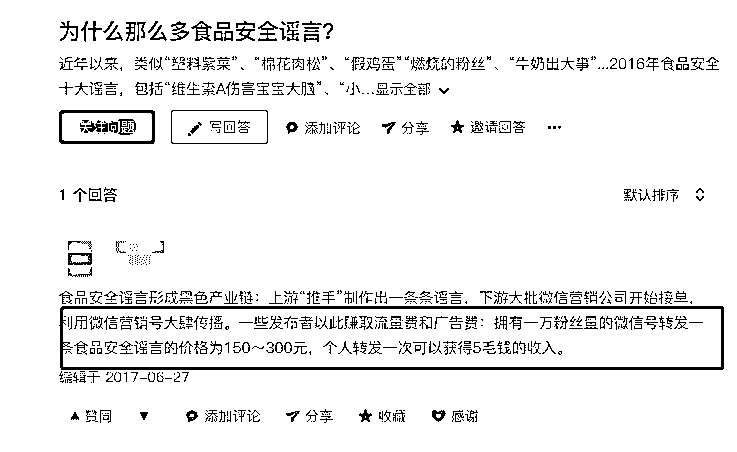 为什么那么多食品安全谣言?
近年以来，类似“塑料紫菜”、“棉花肉松”、“假鸡蛋”“燃烧的粉丝”、“牛奶出大事”...2016年食品安全
十大谣言，包括“维生素A伤害宝宝大脑”、“小...显示全部
关注问题 写回答 添加评论 分享 邀请回答 ...
1 个回答 默认排序
食品安全谣言形成黑色产业链：上游“推手”制作出一条条谣言，下游大批微信营销公司开始接单，
利用微信营销号大肆传播。一些发布者以此赚取流量费和广告费：拥有一万粉丝量的微信号转发一
条食品安全谣言的价格为150～300元，个人转发一次可以获得5毛钱的收入。
编辑于 2017-06-27
赞同 添加评论 分享 收藏 感谢